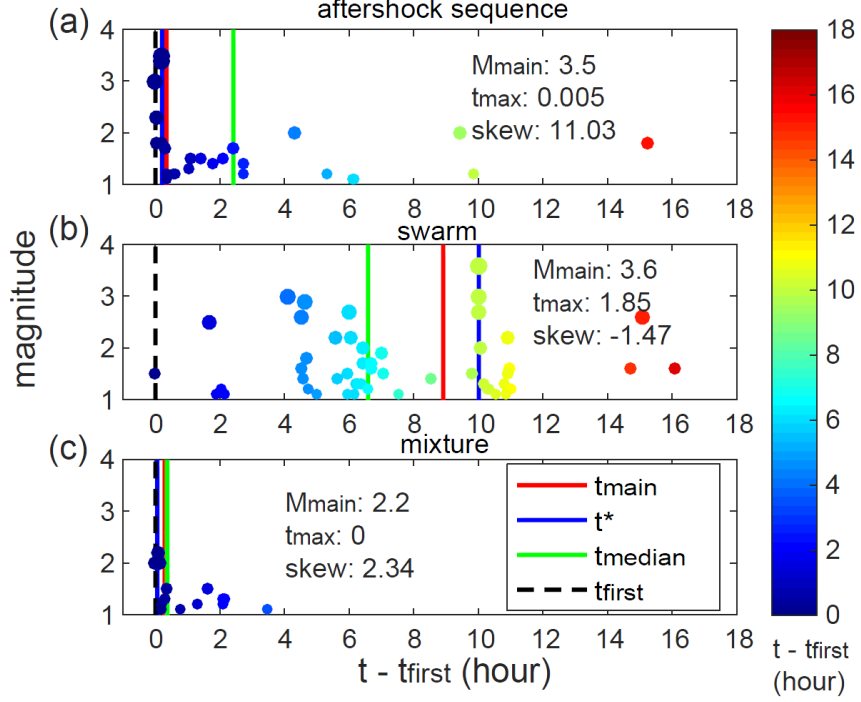 aftershock sequence
(a)
4
3
2
1
Mmain: 3.5
tmax: 0.005
skew: 11.03
0 2 4 6 8 10 12 14 16 18
swarm
(b)
4
3
2
1
Mmain: 3.6
tmax: 1.85
skew: -1.47
0 2 4 6 8 10 12 14 16 18
magnitude
mixture
(c)
4
3
2
1
Mmain: 2.2
tmax: 0
skew: 2.34
tmain
t*
tmedian
tfirst
0 2 4 6 8 10 12 14 16 18
t - tfirst (hour)
18
16
14
12
10
8
6
4
2
0
t - tfirst
(hour)